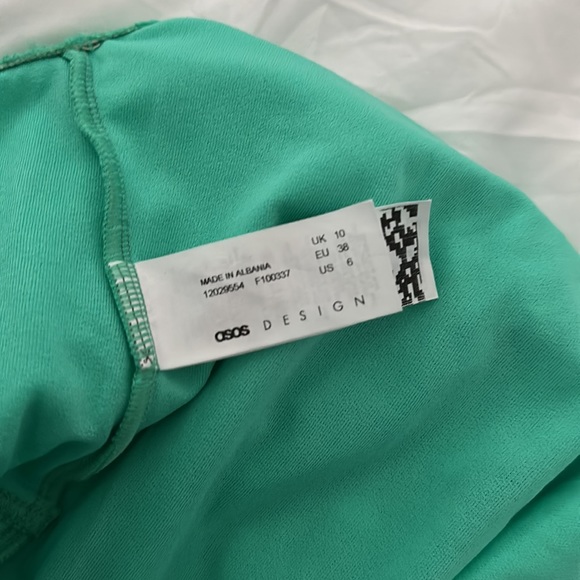 UK 10
EU 38
US 6
MADE IN ALBANIA
12029554 F100337
asos DESIGN